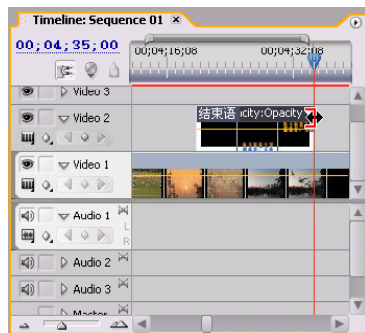 Timeline: Sequence 01 ×
00;04;35;00
00;04;16;08 00;04;32;08
Video 3
Video 2
结束语 icity:Opacity
Video 1
Audio 1
L
R
Audio 2
Audio 3
Master